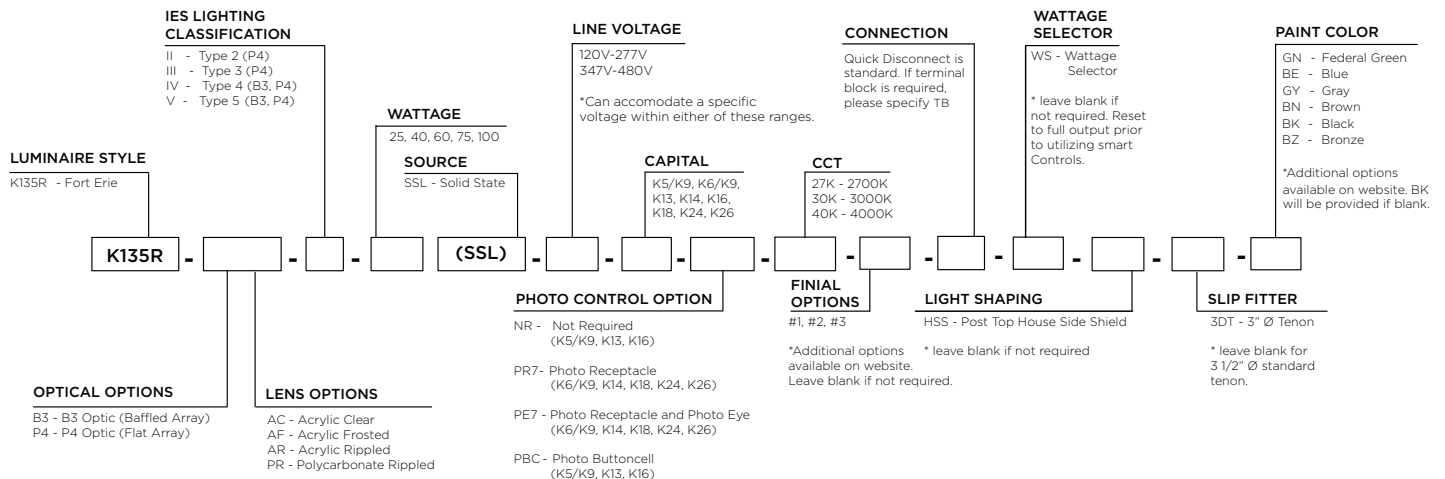 IES LIGHTING
CLASSIFICATION
II - Type 2 (P4)
III - Type 3 (P4)
IV - Type 4 (B3, P4)
V - Type 5 (B3, P4)
LINE VOLTAGE
120V-277V
347V-480V
*Can accomodate a specific
voltage within either of these ranges.
CONNECTION
Quick Disconnect is
standard. If terminal
block is required,
please specify TB
WATTAGE
SELECTOR
WS - Wattage
Selector
* leave blank if
not required. Reset
to full output prior
to utilizing smart
Controls.
PAINT COLOR
GN - Federal Green
BE - Blue
GY - Gray
BN - Brown
BK - Black
BZ - Bronze
*Additional options
available on website. BK
will be provided if blank.
WATTAGE
25, 40, 60, 75, 100
LUMINAIRE STYLE
K135R - Fort Erie
SOURCE
SSL - Solid State
CAPITAL
K5/K9, K6/K9,
K13, K14, K16,
K18, K24, K26
CCT
27K - 2700K
30K - 3000K
40K - 4000K
K135R - - - (SSL) - - - - - - - - - -
OPTICAL OPTIONS
B3 - B3 Optic (Baffled Array)
P4 - P4 Optic (Flat Array)
LENS OPTIONS
AC - Acrylic Clear
AF - Acrylic Frosted
AR - Acrylic Rippled
PR - Polycarbonate Rippled
PHOTO CONTROL OPTION
NR - Not Required
(K5/K9, K13, K16)
PR7- Photo Receptacle
(K6/K9, K14, K18, K24, K26)
PE7 - Photo Receptacle and Photo Eye
(K6/K9, K14, K18, K24, K26)
PBC - Photo Buttoncell
(K5/K9, K13, K16)
FINIAL
OPTIONS
#1, #2, #3
*Additional options
available on website.
Leave blank if not required.
LIGHT SHAPING
HSS - Post Top House Side Shield
* leave blank if not required
SLIP FITTER
3DT - 3" Ø Tenon
* leave blank for
3 1/2" Ø standard
tenon.